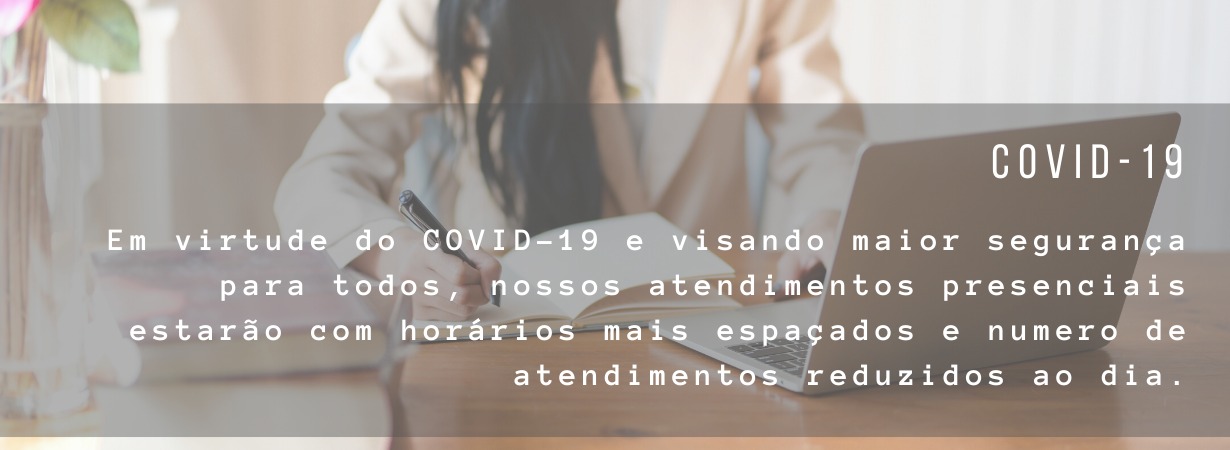 COVID-19
Em virtude do COVID-19 e visando maior segurança
para todos, nossos atendimentos presenciais
estarão com horários mais espaçados e numero de
atendimentos reduzidos ao dia.